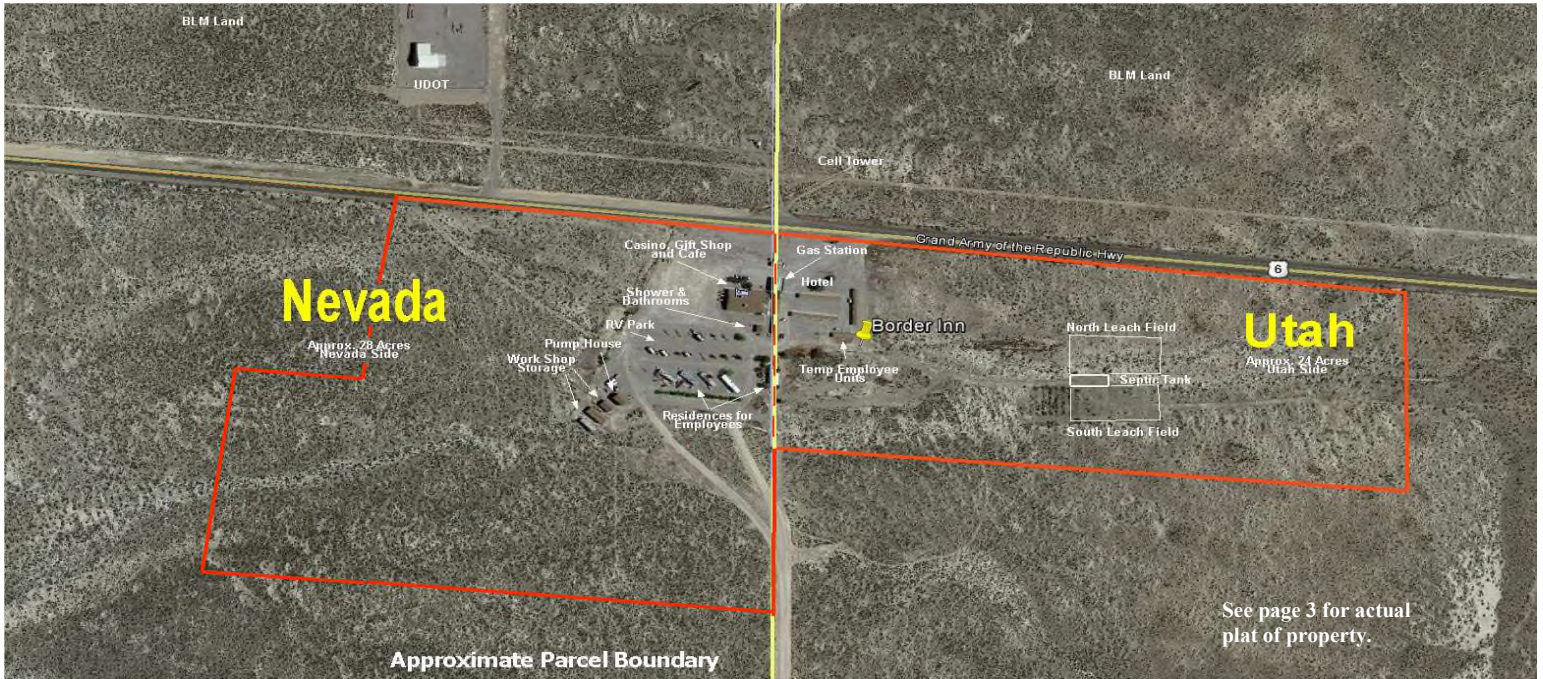 BLM Land
UDOT
BLM Land
Cell Tower
Grand Army of the Republic Hwy
6
Casino, Gift Shop
and Cafe
Gas Station
Hotel
Nevada
Approx. 28 Acres
Nevada Side
Shower &
Bathrooms
RV Park
Pump House
Work Shop
Storage
Border Inn
Temp Employee
Units
Residences for
Employees
North Leach Field
Septic Tank
South Leach Field
Utah
Approx. 24 Acres
Utah Side
See page 3 for actual
plat of property.
Approximate Parcel Boundary